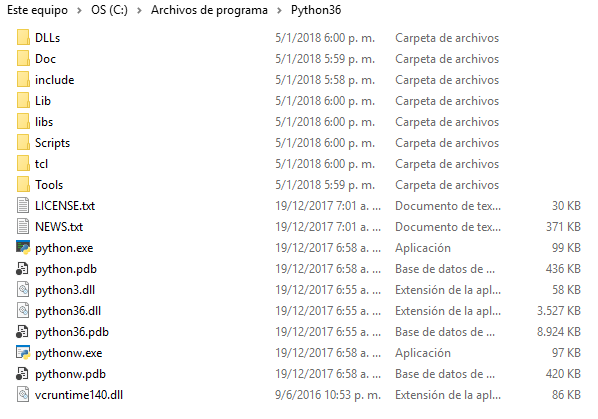 Este equipo > OS (C:) > Archivos de programa > Python36
DLLs 5/1/2018 6:00 p. m. Carpeta de archivos
Doc 5/1/2018 5:59 p. m. Carpeta de archivos
include 5/1/2018 5:58 p. m. Carpeta de archivos
Lib 5/1/2018 6:00 p. m. Carpeta de archivos
libs 5/1/2018 6:00 p. m. Carpeta de archivos
Scripts 5/1/2018 6:00 p. m. Carpeta de archivos
tcl 5/1/2018 6:00 p. m. Carpeta de archivos
Tools 5/1/2018 5:59 p. m. Carpeta de archivos
LICENSE.txt 19/12/2017 7:01 a. ... Documento de tex... 30 KB
NEWS.txt 19/12/2017 7:01 a. ... Documento de tex... 371 KB
python.exe 19/12/2017 6:58 a. ... Aplicación 99 KB
python.pdb 19/12/2017 6:58 a. ... Base de datos de ... 436 KB
python3.dll 19/12/2017 6:55 a. ... Extensión de la apl... 58 KB
python36.dll 19/12/2017 6:55 a. ... Extensión de la apl... 3.527 KB
python36.pdb 19/12/2017 6:55 a. ... Base de datos de ... 8.924 KB
pythonw.exe 19/12/2017 6:58 a. ... Aplicación 97 KB
pythonw.pdb 19/12/2017 6:58 a. ... Base de datos de ... 420 KB
vcruntime140.dll 9/6/2016 10:53 p. m. Extensión de la apl... 86 KB